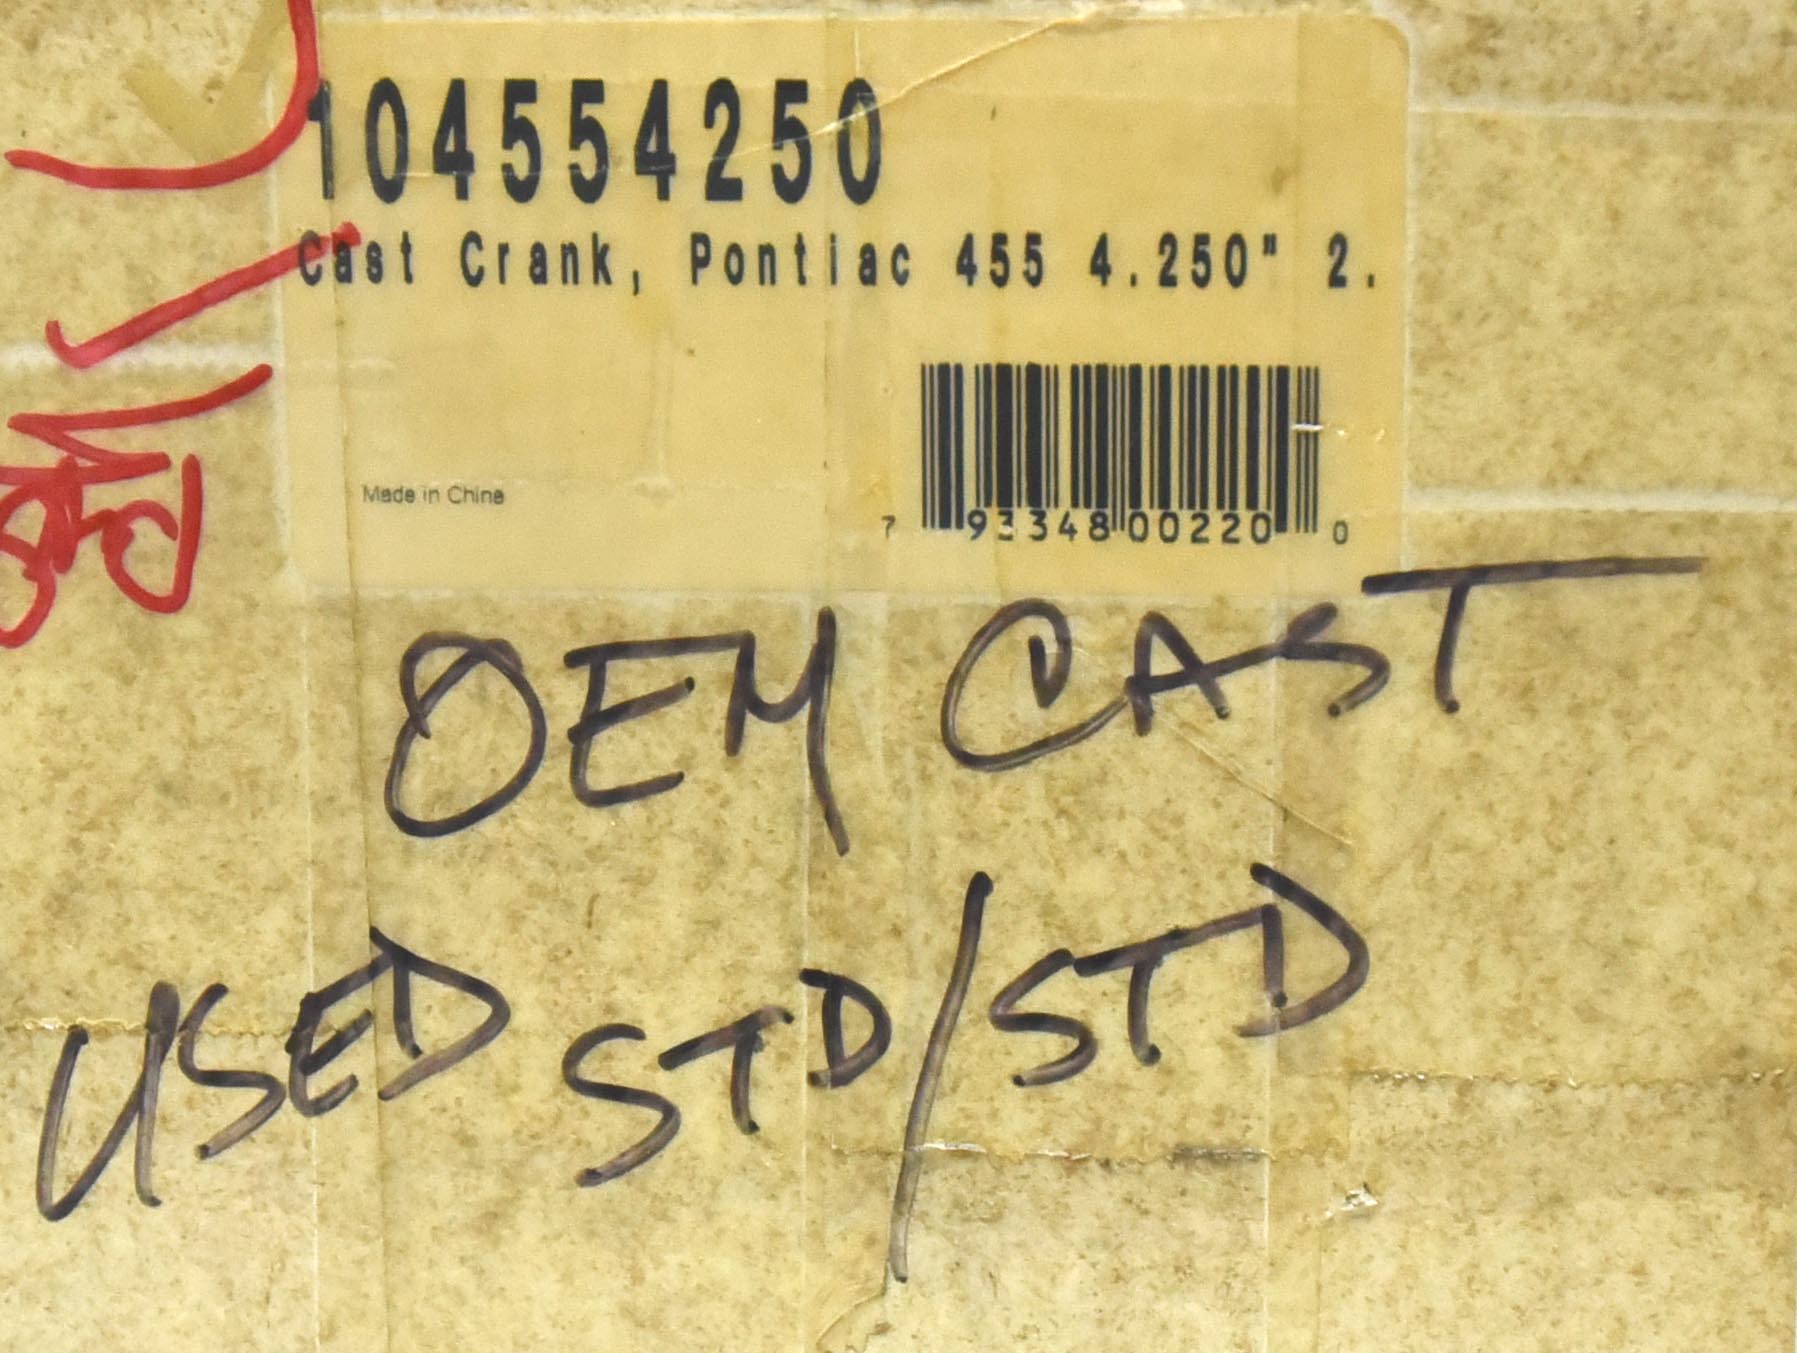 104554250
Cast Crank, Pontiac 455 4.250" 2.
Made in China
7 93348 00220 0
OEM CAST
USED STD/STD